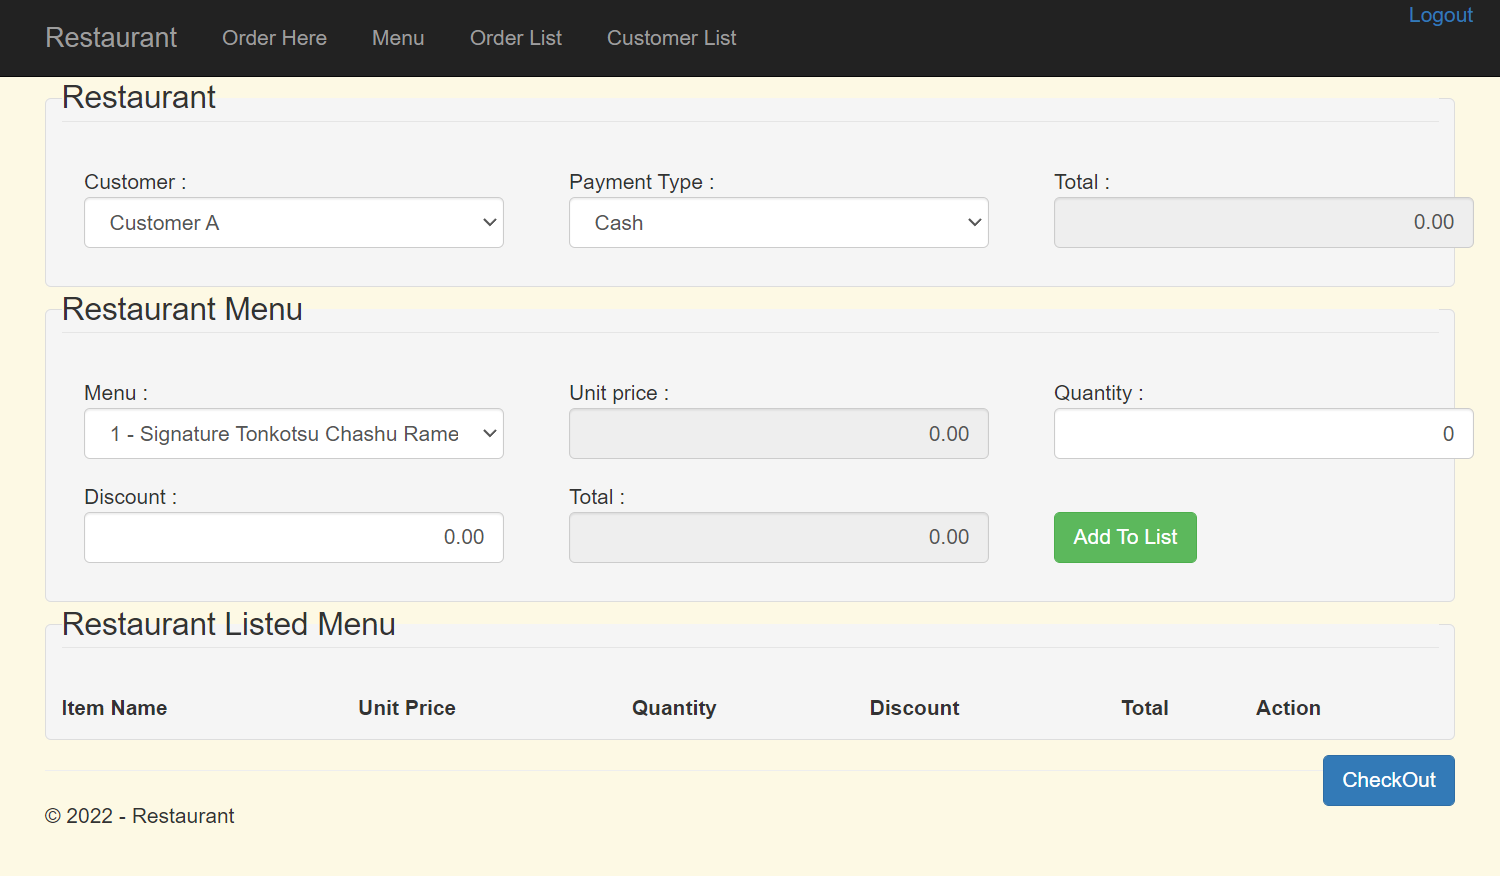 Logout
Restaurant Order Here Menu Order List Customer List
Restaurant
Customer : Payment Type : Total :
Customer A Cash 0.00
Restaurant Menu
Menu : Unit price : Quantity :
1 - Signature Tonkotsu Chashu Rame 0.00 0
Discount : Total :
0.00 0.00 Add To List
Restaurant Listed Menu
Item Name Unit Price Quantity Discount Total Action
CheckOut
© 2022 - Restaurant